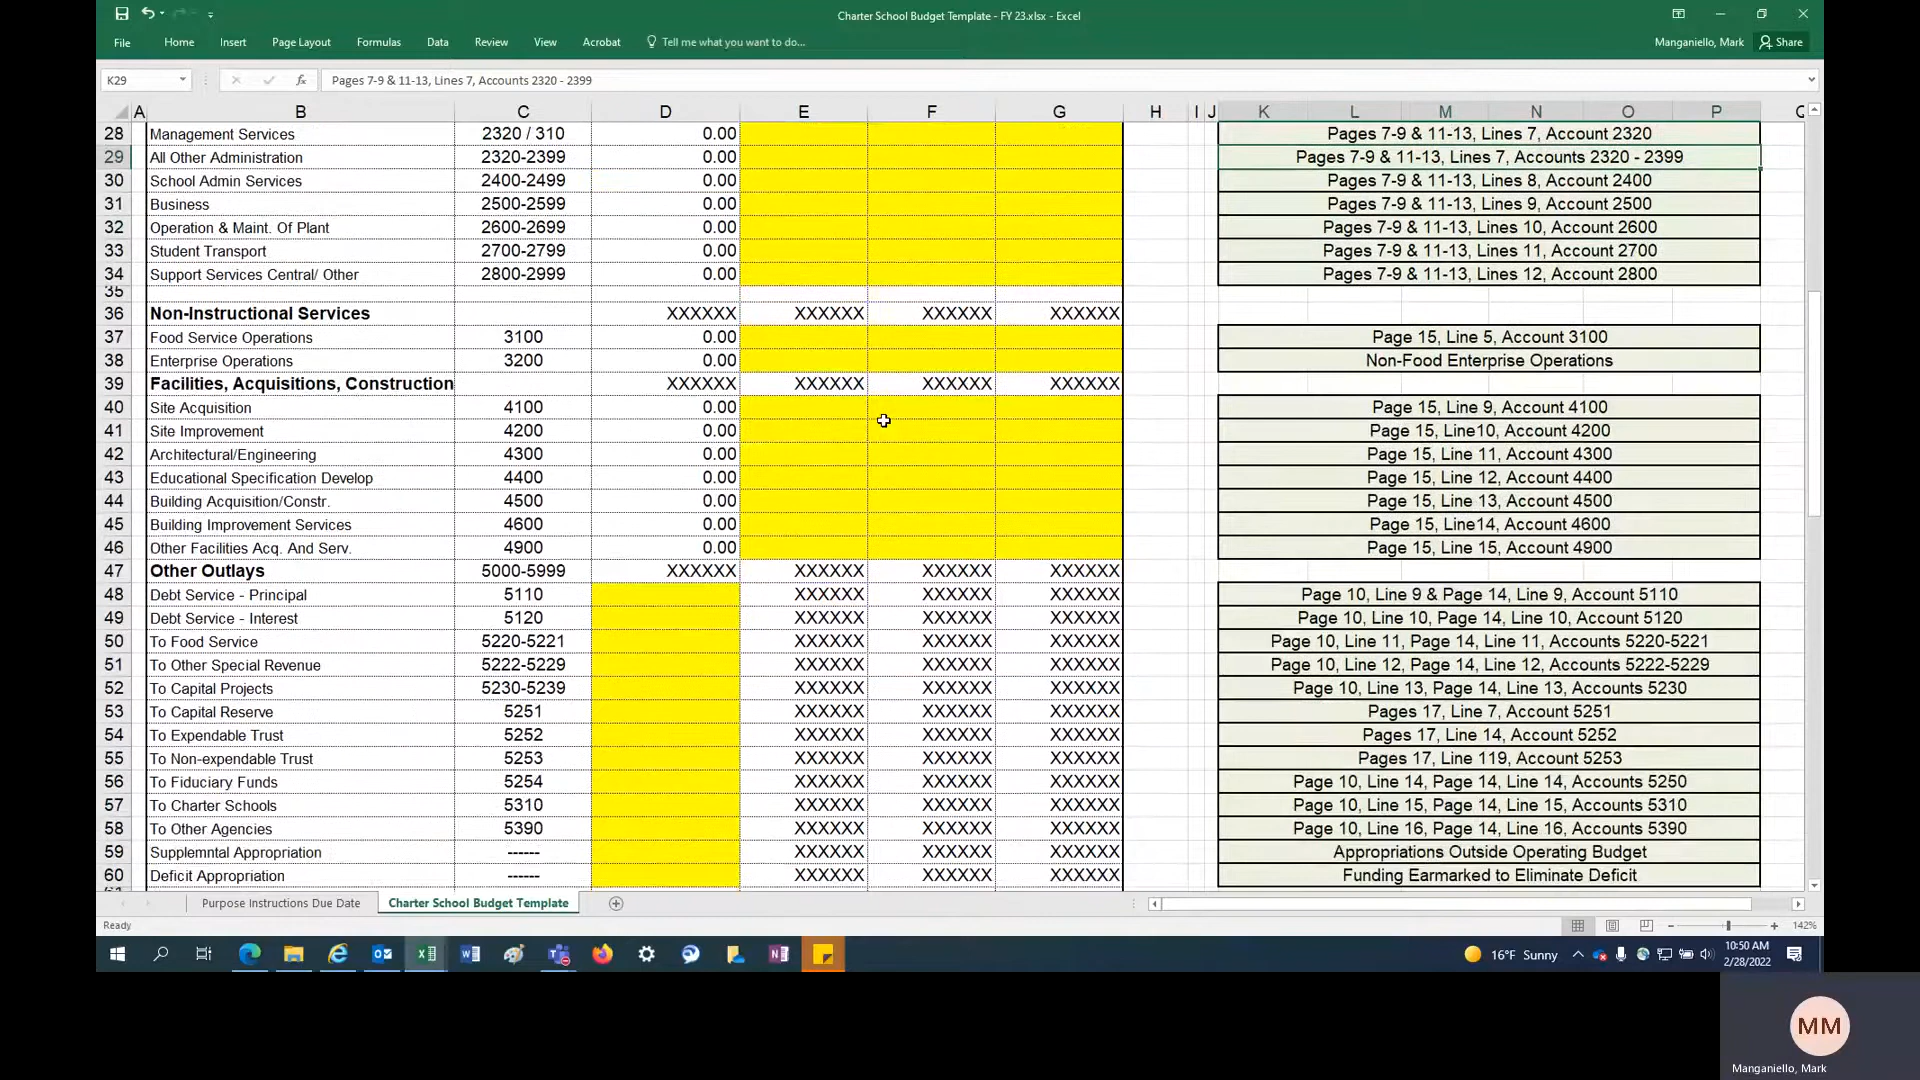 Charter School Budget Template - FY 23.xlsx - Excel
File Home Insert Page Layout Formulas Data Review View Acrobat Tell me what you want to do... Manganiello, Mark Share
K29 fx Pages 7-9 & 11-13, Lines 7, Accounts 2320 - 2399
A B C D E F G H I J K L M N O P
28 Management Services 2320 / 310 0.00 Pages 7-9 & 11-13, Lines 7, Account 2320
29 All Other Administration 2320-2399 0.00 Pages 7-9 & 11-13, Lines 7, Accounts 2320 - 2399
30 School Admin Services 2400-2499 0.00 Pages 7-9 & 11-13, Lines 8, Account 2400
31 Business 2500-2599 0.00 Pages 7-9 & 11-13, Lines 9, Account 2500
32 Operation & Maint. Of Plant 2600-2699 0.00 Pages 7-9 & 11-13, Lines 10, Account 2600
33 Student Transport 2700-2799 0.00 Pages 7-9 & 11-13, Lines 11, Account 2700
34 Support Services Central/ Other 2800-2999 0.00 Pages 7-9 & 11-13, Lines 12, Account 2800
35
36 Non-Instructional Services XXXXXX XXXXXX XXXXXX XXXXXX
37 Food Service Operations 3100 0.00 Page 15, Line 5, Account 3100
38 Enterprise Operations 3200 0.00 Non-Food Enterprise Operations
39 Facilities, Acquisitions, Construction XXXXXX XXXXXX XXXXXX XXXXXX
40 Site Acquisition 4100 0.00 Page 15, Line 9, Account 4100
41 Site Improvement 4200 0.00 Page 15, Line10, Account 4200
42 Architectural/Engineering 4300 0.00 Page 15, Line 11, Account 4300
43 Educational Specification Develop 4400 0.00 Page 15, Line 12, Account 4400
44 Building Acquisition/Constr. 4500 0.00 Page 15, Line 13, Account 4500
45 Building Improvement Services 4600 0.00 Page 15, Line14, Account 4600
46 Other Facilities Acq. And Serv. 4900 0.00 Page 15, Line 15, Account 4900
47 Other Outlays 5000-5999 XXXXXX XXXXXX XXXXXX XXXXXX
48 Debt Service - Principal 5110 XXXXXX XXXXXX XXXXXX Page 10, Line 9 & Page 14, Line 9, Account 5110
49 Debt Service - Interest 5120 XXXXXX XXXXXX XXXXXX Page 10, Line 10, Page 14, Line 10, Account 5120
50 To Food Service 5220-5221 XXXXXX XXXXXX XXXXXX Page 10, Line 11, Page 14, Line 11, Accounts 5220-5221
51 To Other Special Revenue 5222-5229 XXXXXX XXXXXX XXXXXX Page 10, Line 12, Page 14, Line 12, Accounts 5222-5229
52 To Capital Projects 5230-5239 XXXXXX XXXXXX XXXXXX Page 10, Line 13, Page 14, Line 13, Accounts 5230
53 To Capital Reserve 5251 XXXXXX XXXXXX XXXXXX Pages 17, Line 7, Account 5251
54 To Expendable Trust 5252 XXXXXX XXXXXX XXXXXX Pages 17, Line 14, Account 5252
55 To Non-expendable Trust 5253 XXXXXX XXXXXX XXXXXX Pages 17, Line 119, Account 5253
56 To Fiduciary Funds 5254 XXXXXX XXXXXX XXXXXX Page 10, Line 14, Page 14, Line 14, Accounts 5250
57 To Charter Schools 5310 XXXXXX XXXXXX XXXXXX Page 10, Line 15, Page 14, Line 15, Accounts 5310
58 To Other Agencies 5390 XXXXXX XXXXXX XXXXXX Page 10, Line 16, Page 14, Line 16, Accounts 5390
59 Supplemntal Appropriation ------ XXXXXX XXXXXX XXXXXX Appropriations Outside Operating Budget
60 Deficit Appropriation ------ XXXXXX XXXXXX XXXXXX Funding Earmarked to Eliminate Deficit
Purpose Instructions Due Date Charter School Budget Template
Ready 142%
16°F Sunny 10:50 AM
2/28/2022
MM
Manganiello, Mark